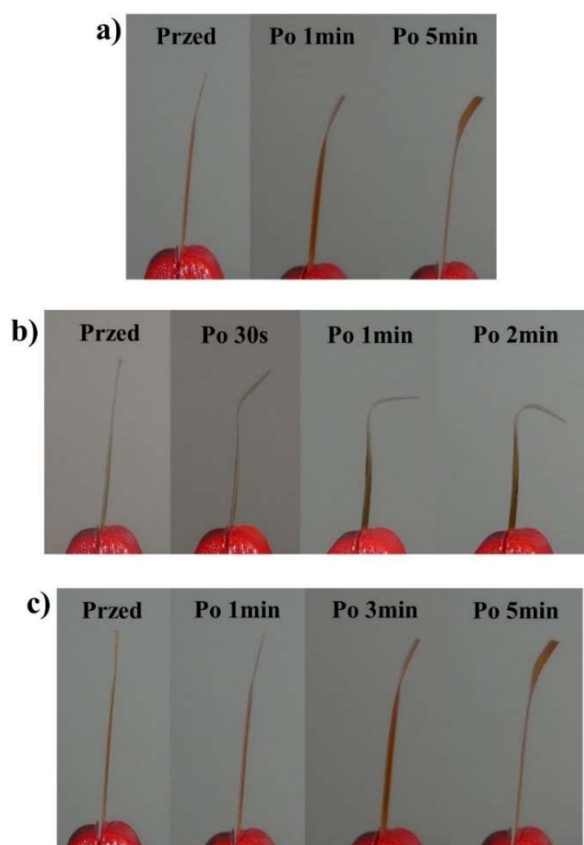 a)
Przed Po 1min Po 5min
b)
Przed Po 30s Po 1min Po 2min
c)
Przed Po 1min Po 3min Po 5min